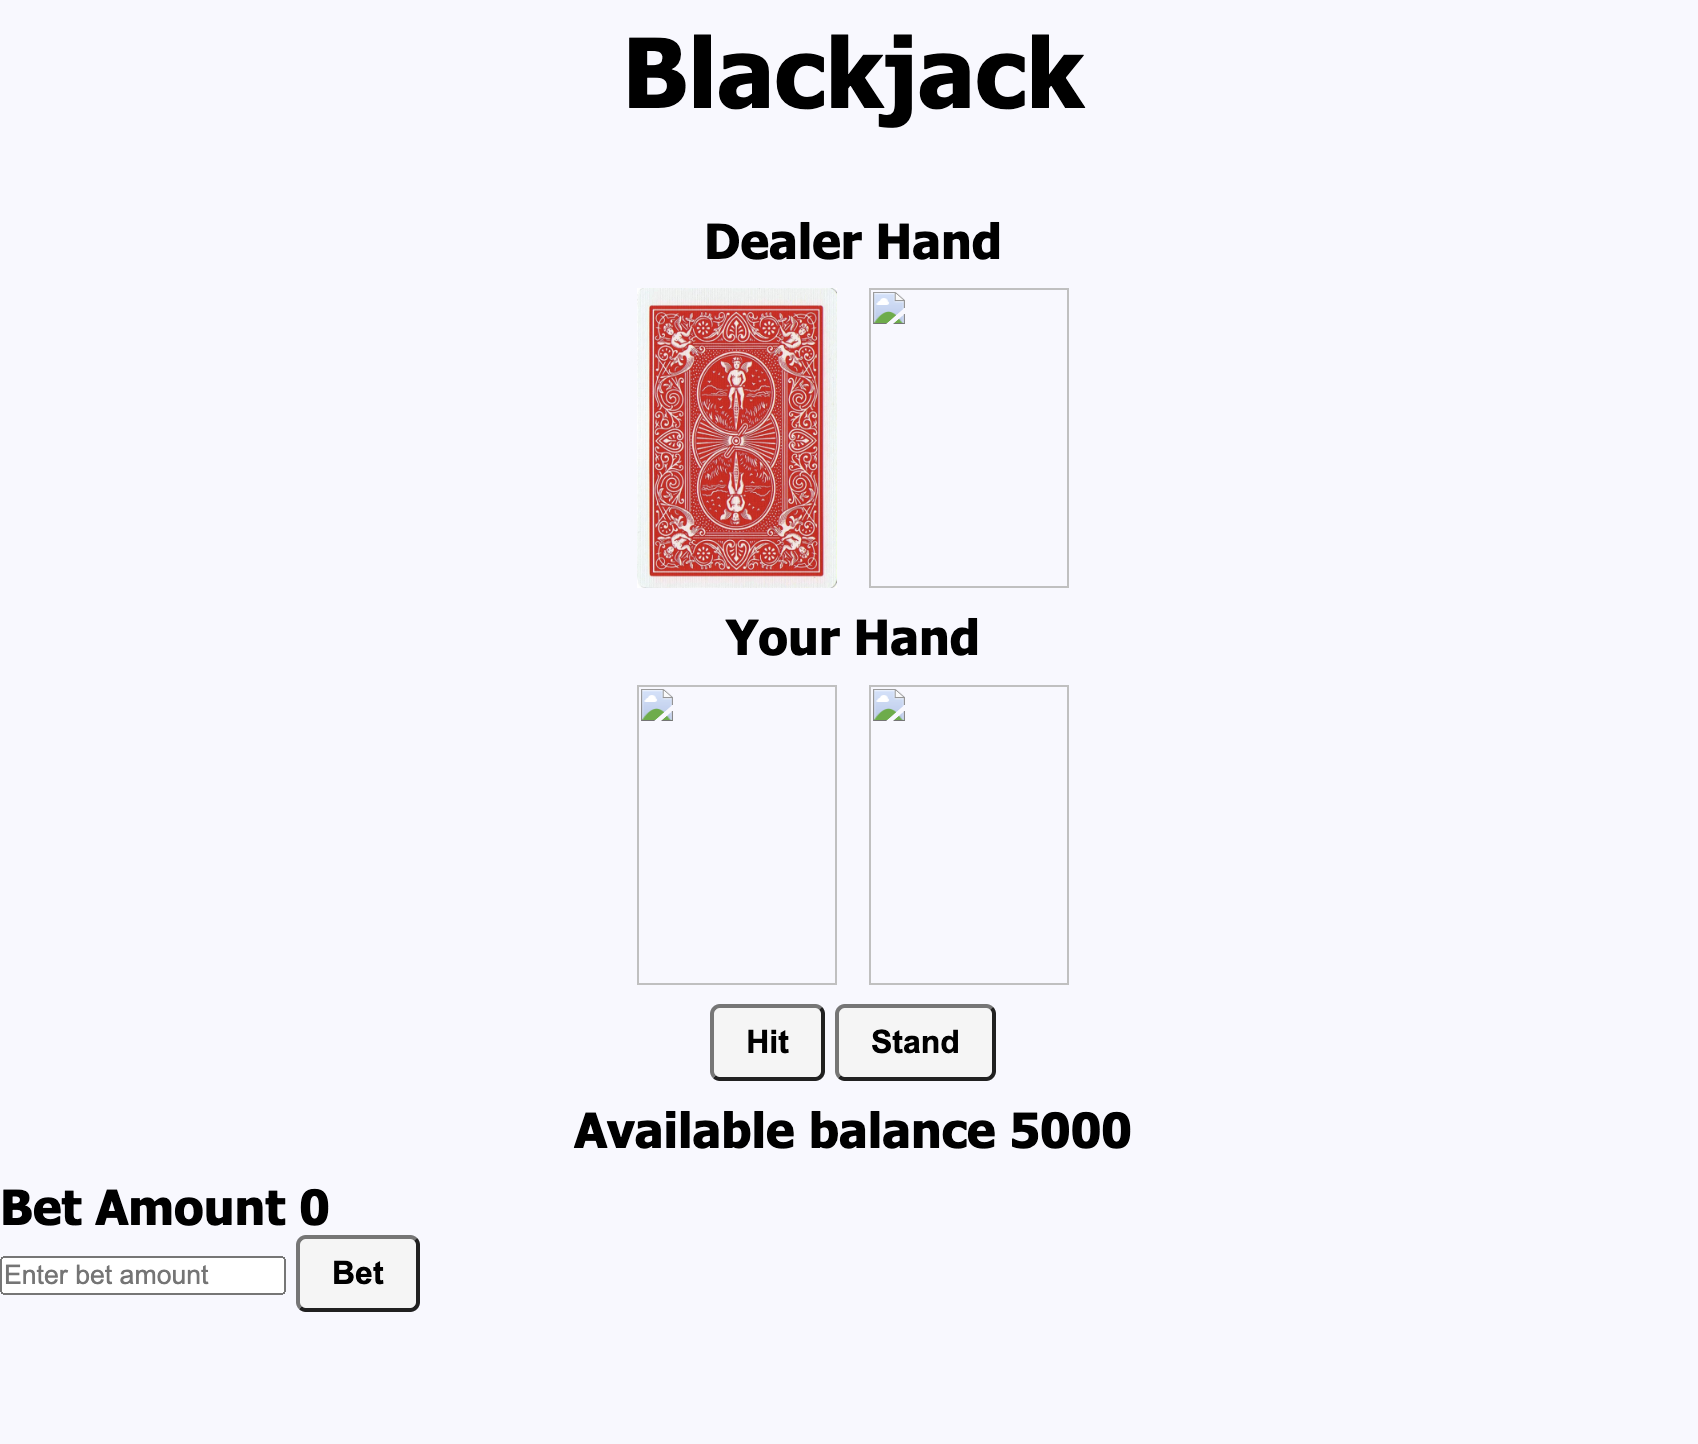 Blackjack
Dealer Hand
Your Hand
Hit Stand
Available balance 5000
Bet Amount 0
Enter bet amount Bet